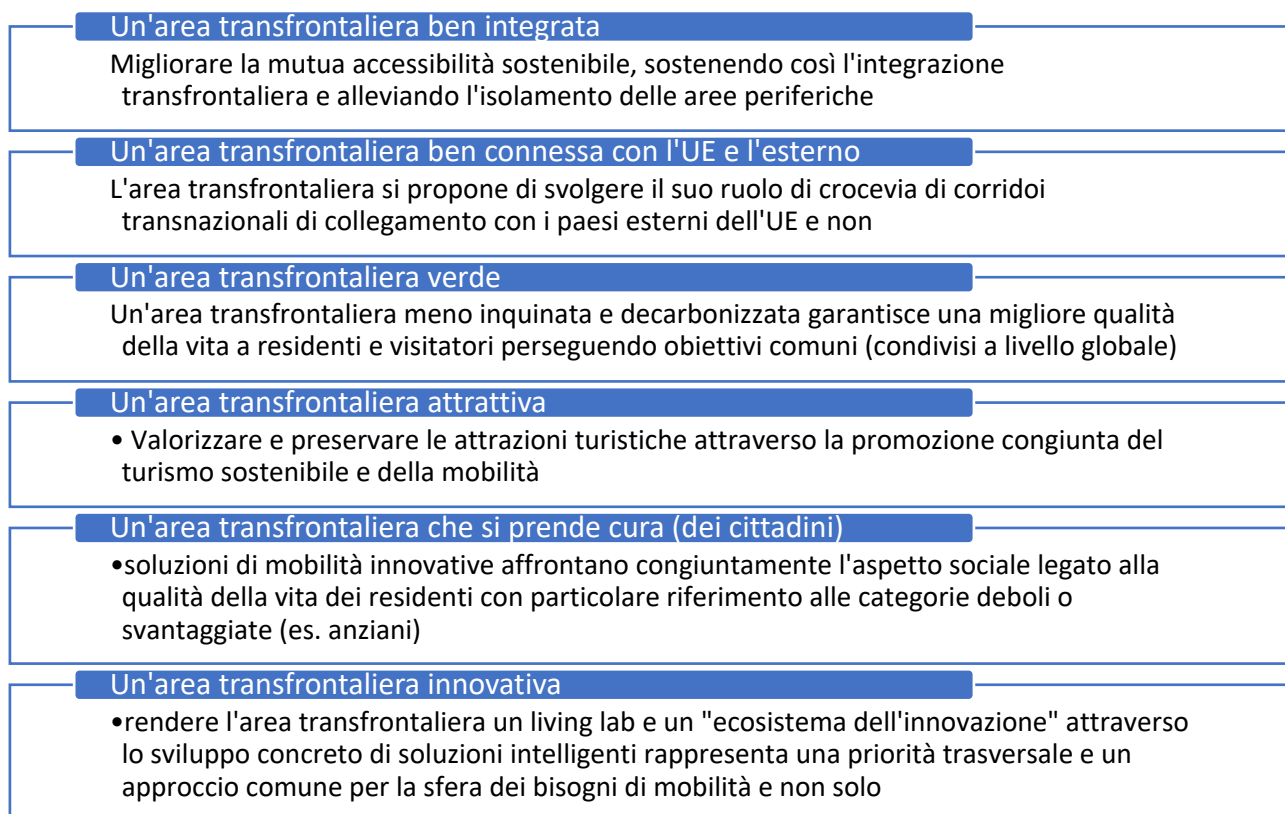 Un'area transfrontaliera ben integrata
Migliorare la mutua accessibilità sostenibile, sostenendo così l'integrazione
transfrontaliera e alleviando l'isolamento delle aree periferiche
Un'area transfrontaliera ben connessa con l'UE e l'esterno
L'area transfrontaliera si propone di svolgere il suo ruolo di crocevia di corridoi
transnazionali di collegamento con i paesi esterni dell'UE e non
Un'area transfrontaliera verde
Un'area transfrontaliera meno inquinata e decarbonizzata garantisce una migliore qualità
della vita a residenti e visitatori perseguendo obiettivi comuni (condivisi a livello globale)
Un'area transfrontaliera attrattiva
• Valorizzare e preservare le attrazioni turistiche attraverso la promozione congiunta del
turismo sostenibile e della mobilità
Un'area transfrontaliera che si prende cura (dei cittadini)
•soluzioni di mobilità innovative affrontano congiuntamente l'aspetto sociale legato alla
qualità della vita dei residenti con particolare riferimento alle categorie deboli o
svantaggiate (es. anziani)
Un'area transfrontaliera innovativa
•rendere l'area transfrontaliera un living lab e un "ecosistema dell'innovazione" attraverso
lo sviluppo concreto di soluzioni intelligenti rappresenta una priorità trasversale e un
approccio comune per la sfera dei bisogni di mobilità e non solo